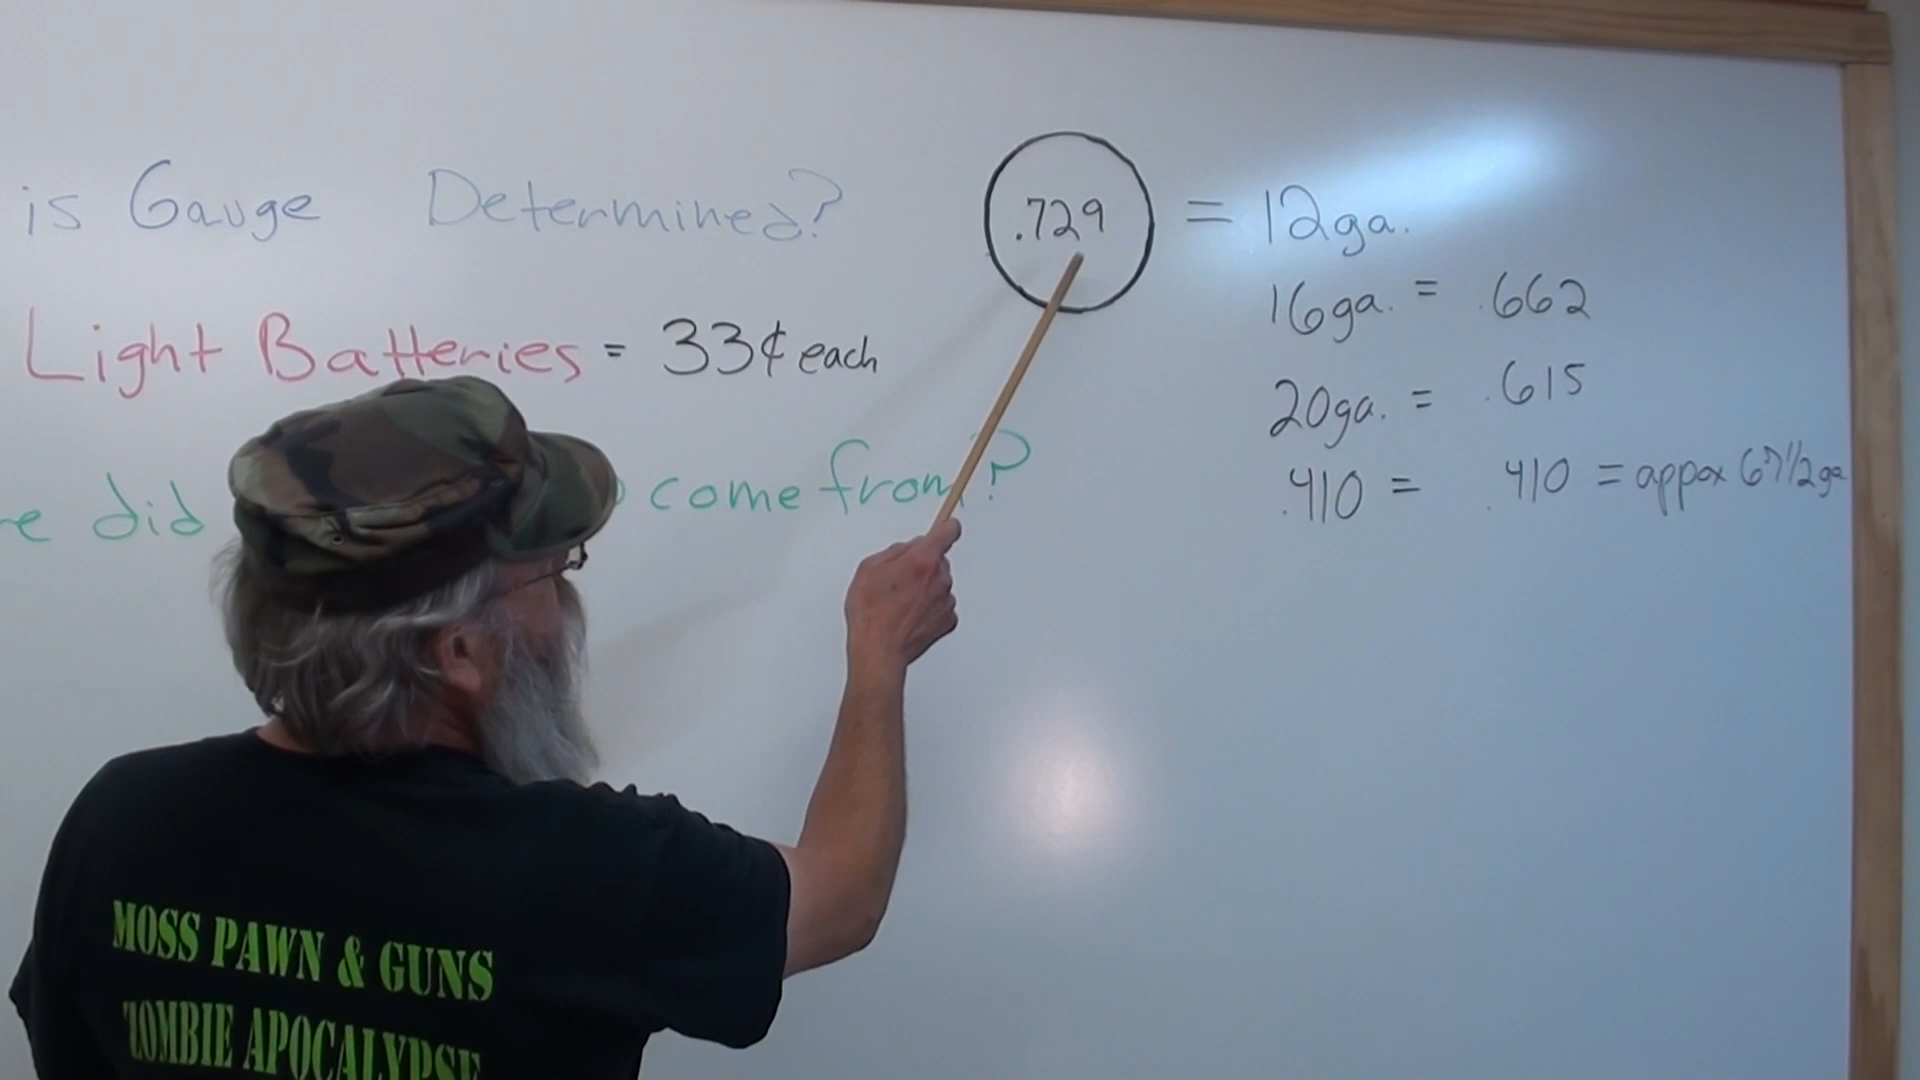 is Gauge Determined?
.729 = 12ga.
16ga. = .662
Light Batteries = 33¢ each
20ga. = .615
.410 = .410 = appox 67 1/2 ga
e did come from?
MOSS PAWN & GUNS
ZOMBIE APOCALYPSE